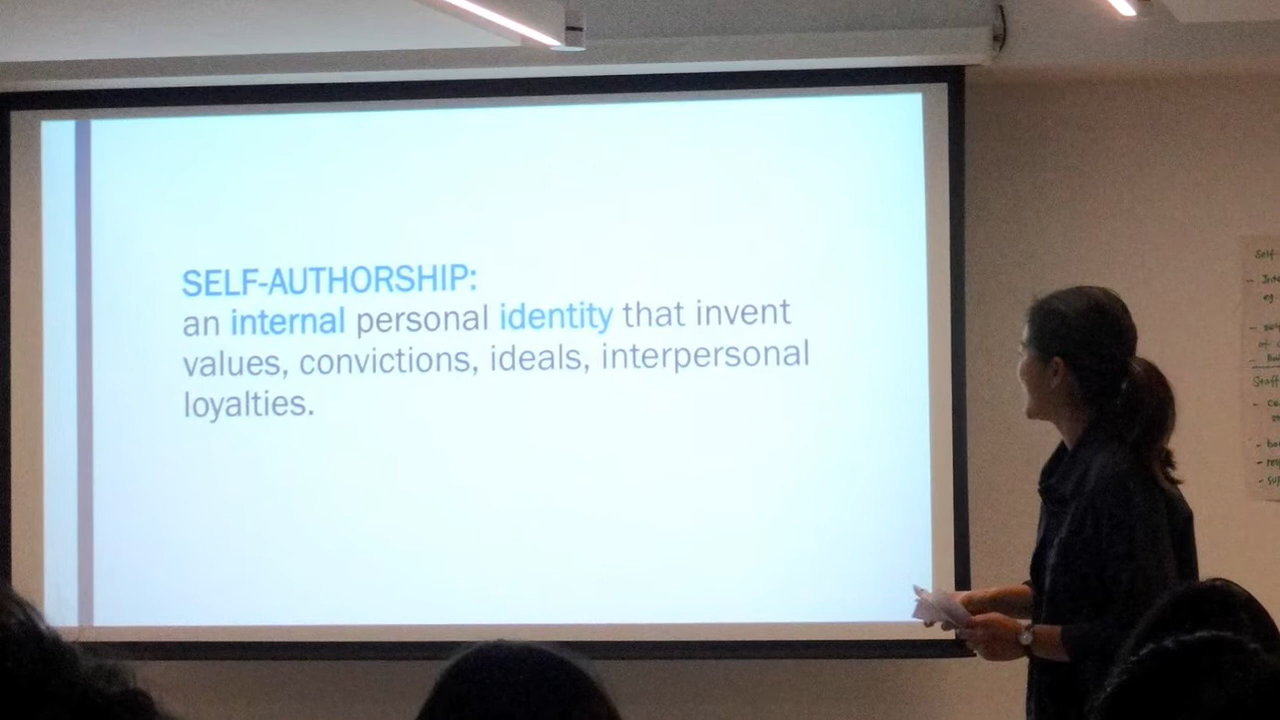 SELF-AUTHORSHIP:
an internal personal identity that invent
values, convictions, ideals, interpersonal
loyalties.